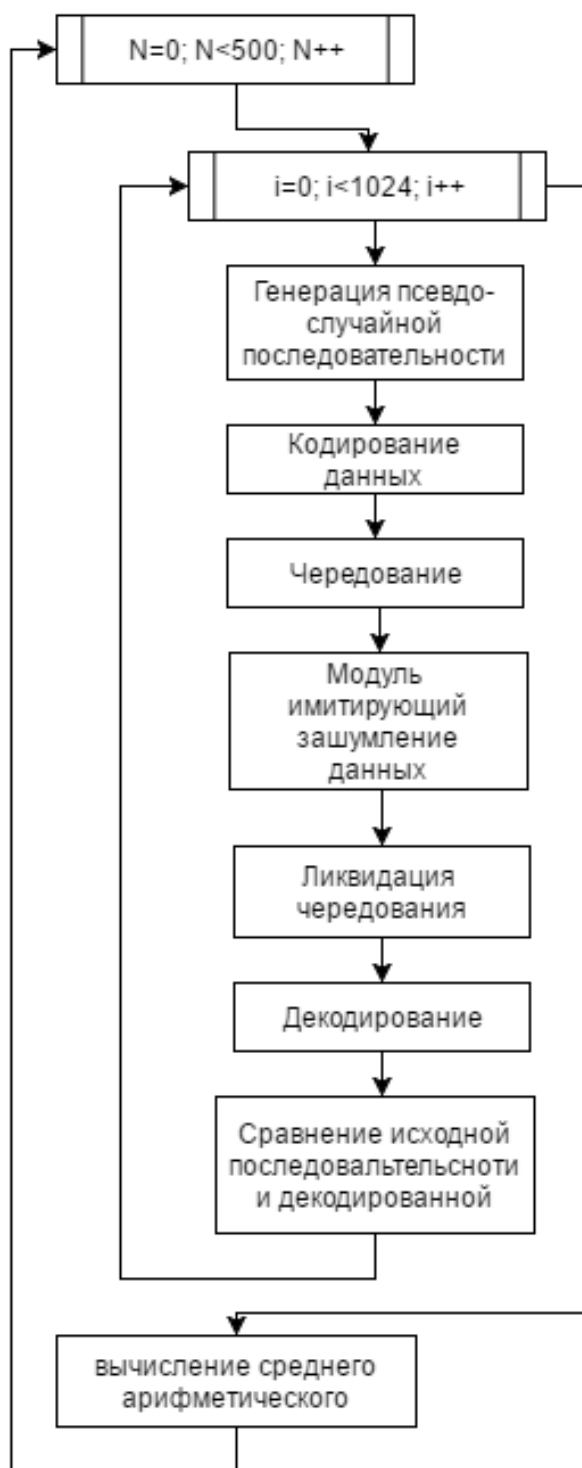 N=0; N<500; N++
i=0; i<1024; i++
Генерация псевдо-
случайной
последовательности
Кодирование
данных
Чередование
Модуль
имитирующий
зашумление
данных
Ликвидация
чередования
Декодирование
Сравнение исходной
последовальтельсноти
и декодированной
вычисление среднего
арифметического